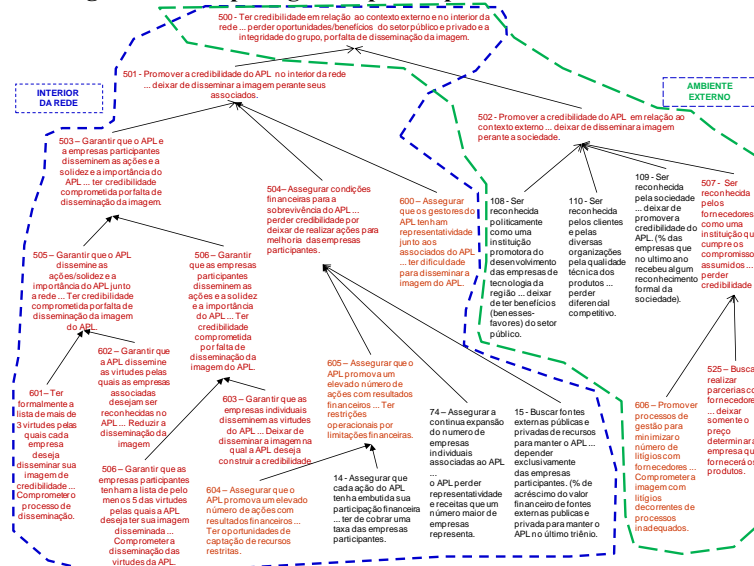 500 - Ter credibilidade em relação ao contexto externo e no interior da
rede ... perder oportunidades/benefícios do setor público e privado e a
integridade do grupo, por falta de disseminação da imagem.
501 - Promover a credibilidade do APL no interior da rede
... deixar de disseminar a imagem perante seus
associados.
INTERIOR
DA REDE
AMBIENTE
EXTERNO
502 - Promover a credibilidade do APL em relação ao
contexto externo ... deixar de disseminar a imagem
perante a sociedade.
503 – Garantir que o APL e
a empresas participantes
disseminem as ações e a
solidez e a importância do
APL ... ter credibilidade
comprometida por falta de
disseminação da imagem.
504 – Assegurar condições
financeiras para a
sobrevivência do APL ...
perder credibilidade por
deixar de realizar ações para
melhoria das empresas
participantes.
600 – Assegurar
que os gestores do
APL tenham
representatividade
junto aos
associados do APL
... ter dificuldade
para disseminar a
imagem do APL.
108 - Ser
reconhecida
politicamente
como uma
instituição
promotora do
desenvolvimento
das empresas de
tecnologia da
região ... deixar
de ter benefícios
(benesses-
favores) do setor
público.
110 - Ser
reconhecida
pelos clientes
e pelas
diversas
organizações
pela qualidade
técnica dos
produtos ...
perder
diferencial
competitivo.
109 - Ser
reconhecida
pela sociedade
... deixar de
promover a
credibilidade do
APL. (% das
empresas que
no ultimo ano
recebeu algum
reconhecimento
formal da
sociedade).
507 - Ser
reconhecida
pelos
fornecedores
como uma
instituição qu
cumpre os
compromisso
assumidos ...
perder
credibilidade
505 – Garantir que o APL
dissemine as
ações/solidez e a
importância do APL junto
a rede ... Ter credibilidade
comprometida por falta de
disseminação da imagem
do APL.
506 – Garantir
que as empresas
participantes
disseminem as
ações e a solidez
e a importância
do APL ... Ter
credibilidade
comprometida
por falta de
disseminação da
imagem do APL.
601 – Ter
formalmente a
lista de mais de
3 virtudes pelas
quais cada
empresa
deseja
disseminar sua
imagem de
credibilidade ...
Comprometer o
processo de
disseminação.
602 – Garantir que
a APL dissemine
as virtudes pelas
quais as empresas
associadas
desejam ser
reconhecidas no
APL ... Reduzir a
disseminação da
imagem
603 – Garantir que as
empresas individuais
disseminem as virtudes
do APL ... Deixar de
disseminar a imagem na
qual a APL deseja
construir a credibilidade
506 – Garantir que as
empresas participantes
tenham lista de pelo
menos 5 das virtudes
pelas quais a APL
deseja ter sua imagem
disseminada ...
Comprometer a
disseminação das
virtudes da APL.
605 – Assegurar que o
APL promova um
elevado número de
ações com resultados
financeiros ... Ter
restrições
operacionais por
limitações financeiras.
604 – Assegurar que o
APL promova um elevado
número de ações com
resultados financeiros ...
Ter oportunidades de
captação de recursos
restritas.
14 - Assegurar que
cada ação do APL
tenha embutida sua
participação financeira
... ter de cobrar uma
taxa das empresas
participantes.
74 – Assegurar a
continua expansão
do numero de
empresas
individuais
associadas ao APL
...
o APL perder
representatividade
e receitas que um
número maior de
empresas
representa.
15 - Buscar fontes
externas públicas e
privadas de recursos
para manter o APL ...
depender
exclusivamente
das empresas
participantes. (% de
acréscimo do valor
financeiro de fontes
externas publicas e
privada para manter o
APL no último triênio.
606 – Promover
processos de
gestão para
minimizar o
número de
litígios com
fornecedores ...
Comprometer a
imagem com
litígios
decorrentes de
processos
inadequados.
525 – Busca
realizar
parcerias co
fornecedore
... deixar
somente o
preço
determinar a
empresa qu
fornecerá os
produtos.